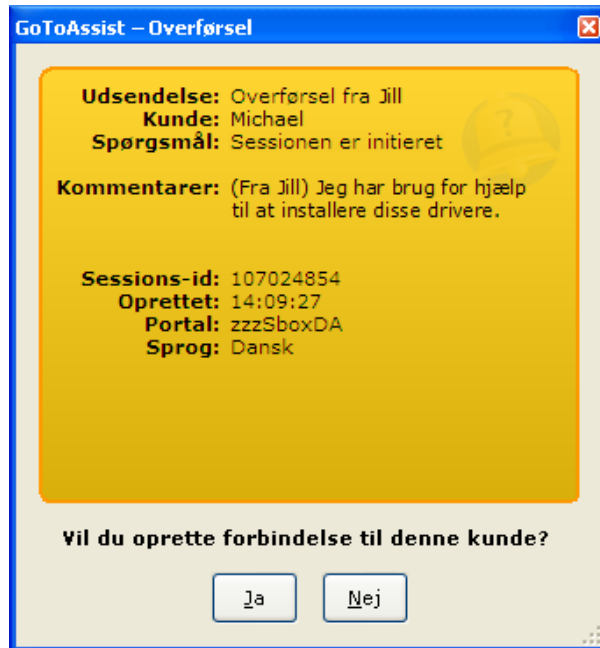 GoToAssist – Overførsel
Udsendelse: Overførsel fra Jill
Kunde: Michael
Spørgsmål: Sessionen er initieret
Kommentarer: (Fra Jill) Jeg har brug for hjælp
til at installere disse drivere.
Sessions-id: 107024854
Oprettet: 14:09:27
Portal: zzzSboxDA
Sprog: Dansk
Vil du oprette forbindelse til denne kunde?
Ja Nej